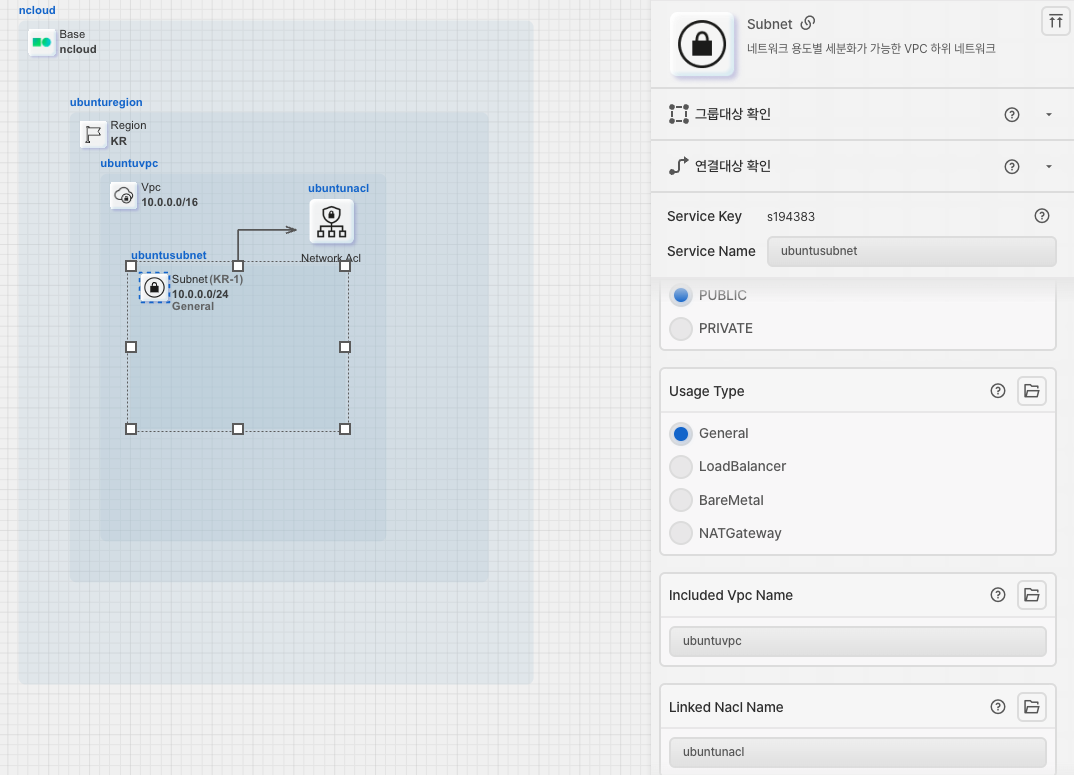 ncloud
Base
ncloud
ubunturegion
Region
KR
ubuntuvpc
Vpc
10.0.0.0/16
ubuntunacl
Network Acl
ubuntusubnet
Subnet (KR-1)
10.0.0.0/24
General
Subnet
네트워크 용도별 세분화가 가능한 VPC 하위 네트워크
그룹대상 확인
연결대상 확인
Service Key s194383
Service Name ubuntusubnet
PUBLIC
PRIVATE
Usage Type
General
LoadBalancer
BareMetal
NATGateway
Included Vpc Name
ubuntuvpc
Linked Nacl Name
ubuntunacl